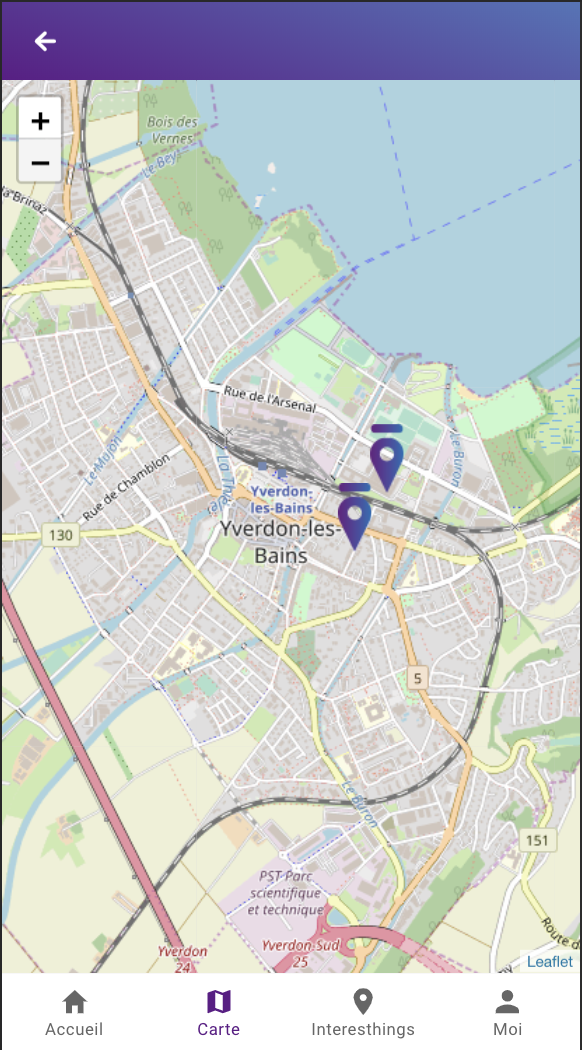 +
−
Bois des
Vernes
Le Bey
la Brinaz
Rue de l'Arsenal
Le Mujon
La Thièle
Le Buron
Rue de Chamblon
Yverdon-
les-Bains
Yverdon-les-
Bains
130
5
Le Buron
151
PST-Parc
scientifique
et technique
Yverdon
24
Yverdon-Sud
25
Route d
ny
Leaflet
Accueil
Carte
Interesthings
Moi